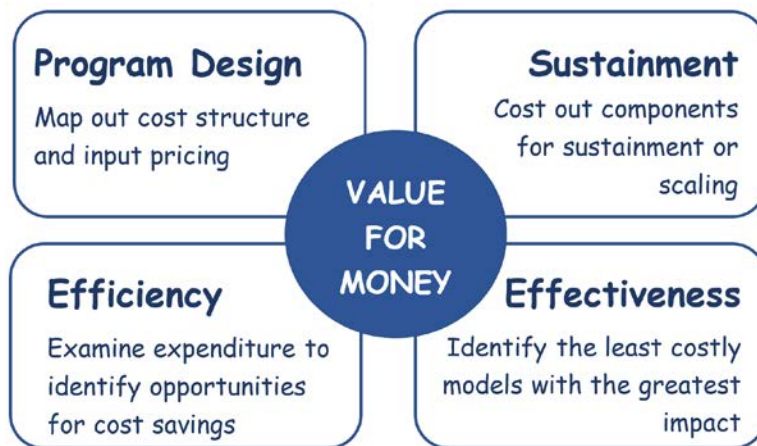 Program Design
Map out cost structure
and input pricing
Sustainment
Cost out components
for sustainment or
scaling
VALUE
FOR
MONEY
Efficiency
Examine expenditure to
identify opportunities
for cost savings
Effectiveness
Identify the least costly
models with the greatest
impact